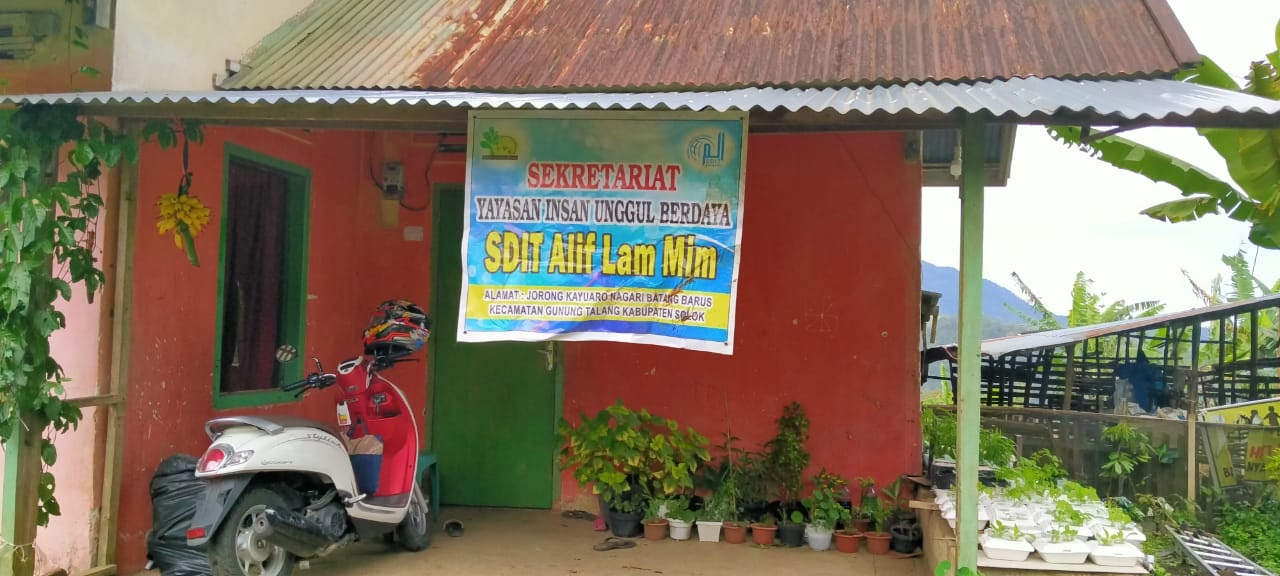 SEKRETARIAT
YAYASAN INSAN UNGGUL BERDAYA
SDIT Alif Lam Mim
ALAMAT : JORONG KAYUARO NAGARI BATANG BARUS
KECAMATAN GUNUNG TALANG KABUPATEN SOLOK
stylish